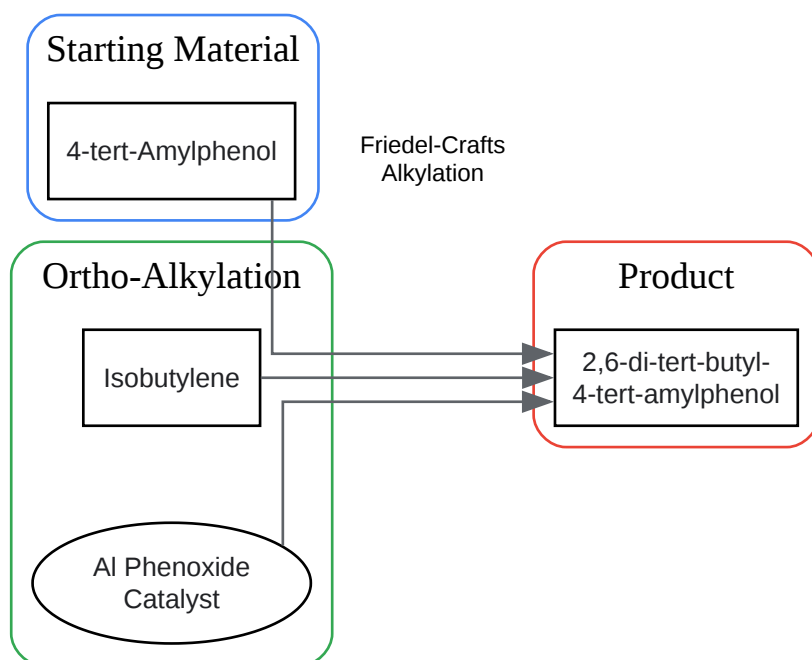 Starting Material
4-tert-Amylphenol
Friedel-Crafts
Alkylation
Ortho-Alkylation
Isobutylene
Al Phenoxide
Catalyst
Product
2,6-di-tert-butyl-
4-tert-amylphenol